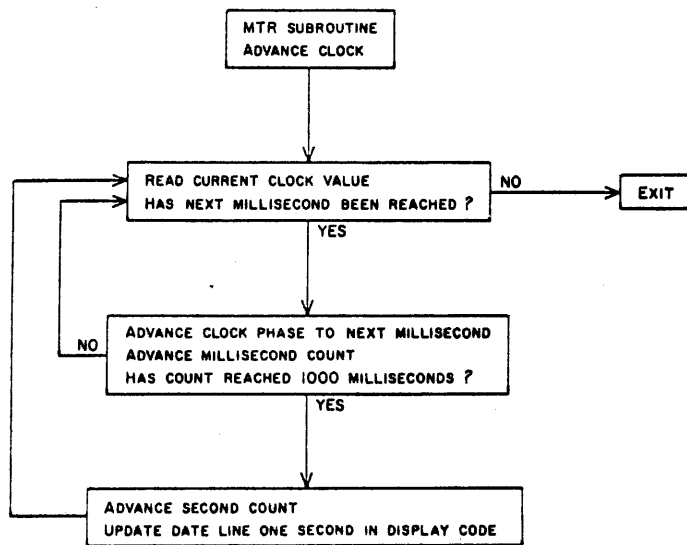 MTR SUBROUTINE
ADVANCE CLOCK
READ CURRENT CLOCK VALUE
HAS NEXT MILLISECOND BEEN REACHED ?
NO
EXIT
YES
ADVANCE CLOCK PHASE TO NEXT MILLISECOND
ADVANCE MILLISECOND COUNT
HAS COUNT REACHED 1000 MILLISECONDS ?
NO
YES
ADVANCE SECOND COUNT
UPDATE DATE LINE ONE SECOND IN DISPLAY CODE